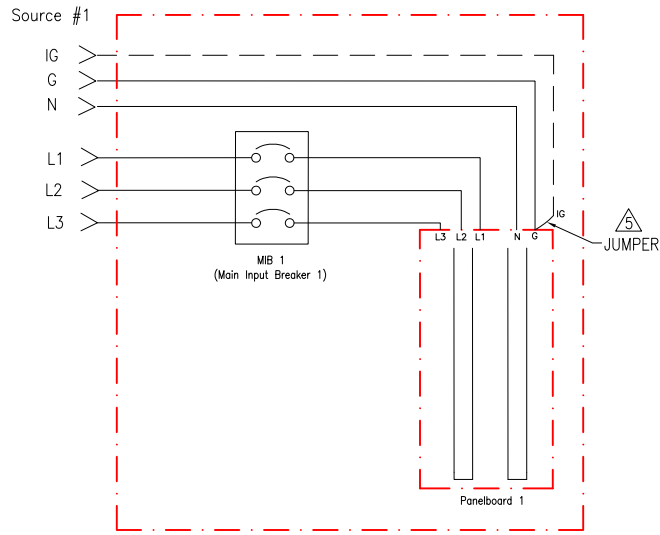 Source #1
IG
G
N
L1
L2
L3
MIB 1
(Main Input Breaker 1)
IG
5
JUMPER
L3 L2 L1 N G
Panelboard 1